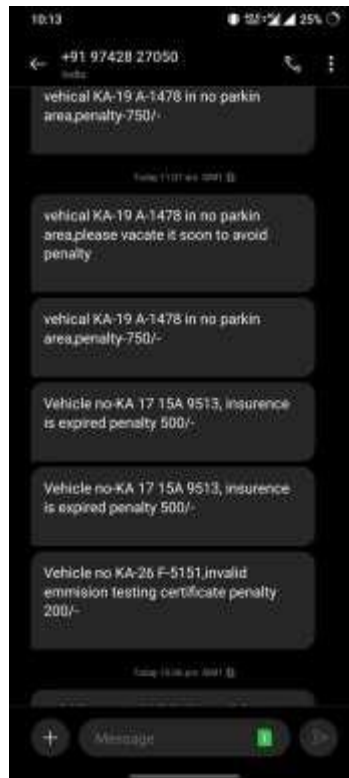 10:13
25%
+91 97428 27050
India
vehical KA-19 A-1478 in no parkin
area,penalty-750/-
vehical KA-19 A-1478 in no parkin
area,please vacate it soon to avoid
penalty
vehical KA-19 A-1478 in no parkin
area,penalty-750/-
Vehicle no-KA 17 15A 9513, insurence
is expired penalty 500/-
Vehicle no-KA 17 15A 9513, insurence
is expired penalty 500/-
Vehicle no KA-26 F-5151,invalid
emmision testing certificate penalty
200/-
Message